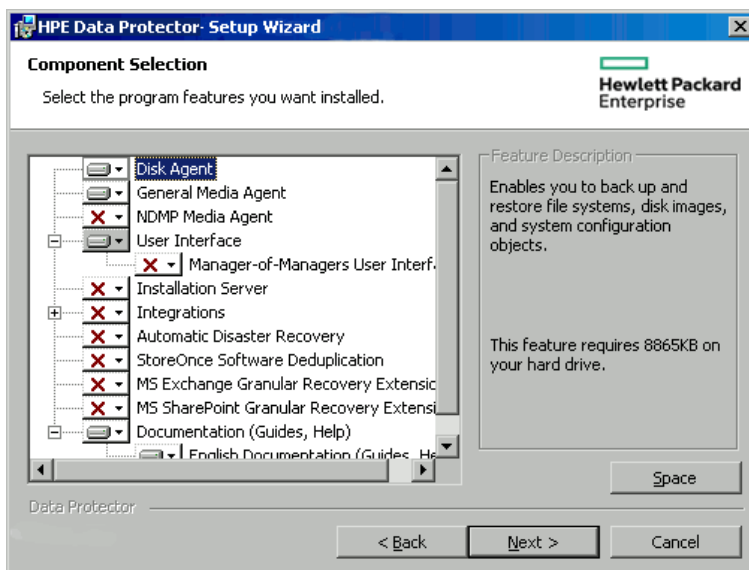 HPE Data Protector- Setup Wizard
Component Selection
Select the program features you want installed.
Hewlett Packard
Enterprise
Disk Agent
General Media Agent
NDMP Media Agent
User Interface
Manager-of-Managers User Interf
Installation Server
Integrations
Automatic Disaster Recovery
StoreOnce Software Deduplication
MS Exchange Granular Recovery Extensic
MS SharePoint Granular Recovery Extensi
Documentation (Guides, Help)
English Documentation (Guides, He
Feature Description
Enables you to back up and
restore file systems, disk images,
and system configuration
objects.
This feature requires 8865KB on
your hard drive.
Space
Data Protector
< Back
Next >
Cancel